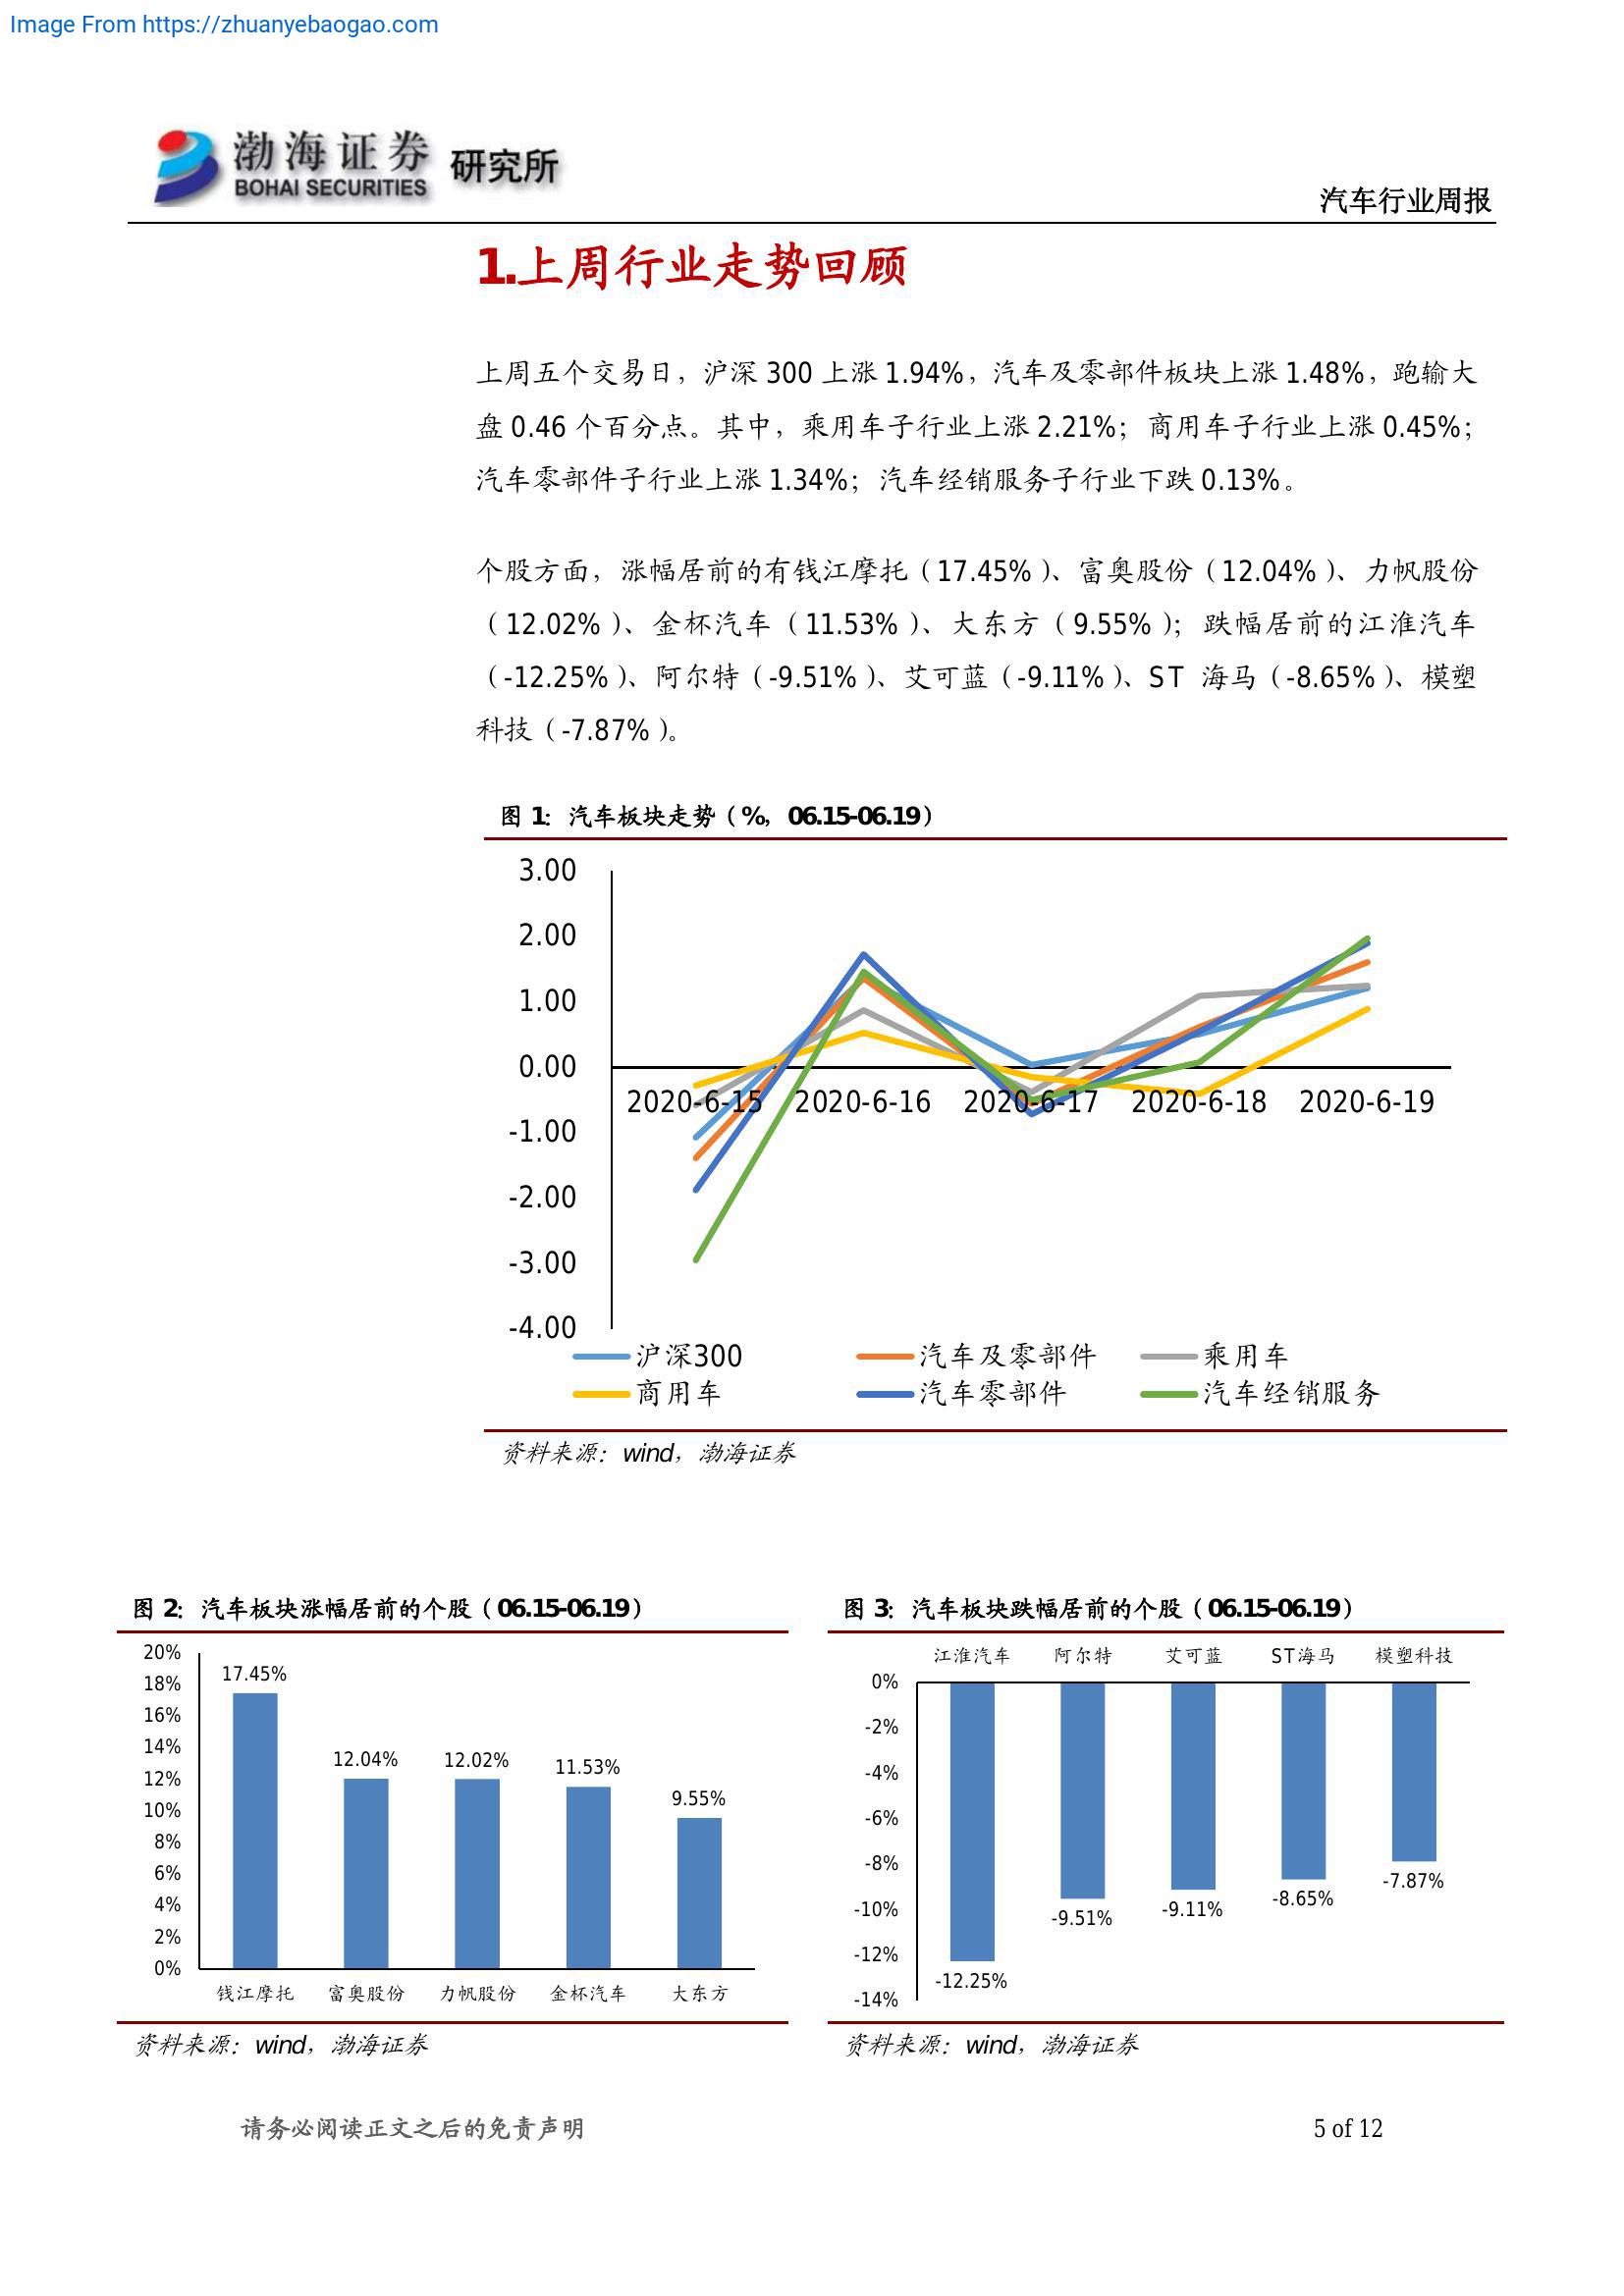 Image From https://zhuanyebaogao.com
渤海证券 研究所
BOHAI SECURITIES
汽车行业周报
1.上周行业走势回顾
上周五个交易日，沪深 300 上涨 1.94%，汽车及零部件板块上涨 1.48%，跑输大
盘 0.46 个百分点。其中，乘用车子行业上涨 2.21%；商用车子行业上涨 0.45%；
汽车零部件子行业上涨 1.34%；汽车经销服务子行业下跌 0.13%。
个股方面，涨幅居前的有钱江摩托（17.45%）、富奥股份（12.04%）、力帆股份
（12.02%）、金杯汽车（11.53%）、大东方（9.55%）；跌幅居前的江淮汽车
（-12.25%）、阿尔特（-9.51%）、艾可蓝（-9.11%）、ST 海马（-8.65%）、模塑
科技（-7.87%）。
图 1：汽车板块走势（%，06.15-06.19）
3.00
2.00
1.00
0.00
-1.00
-2.00
-3.00
-4.00
2020-6-15 2020-6-16 2020-6-17 2020-6-18 2020-6-19
沪深300 汽车及零部件 乘用车
商用车 汽车零部件 汽车经销服务
资料来源：wind，渤海证券
图 2：汽车板块涨幅居前的个股（06.15-06.19）
20%
18%
16%
14%
12%
10%
8%
6%
4%
2%
0%
17.45%
12.04%
12.02%
11.53%
9.55%
钱江摩托 富奥股份 力帆股份 金杯汽车 大东方
资料来源：wind，渤海证券
图 3：汽车板块跌幅居前的个股（06.15-06.19）
江淮汽车 阿尔特 艾可蓝 ST海马 模塑科技
0%
-2%
-4%
-6%
-8%
-10%
-12%
-14%
-12.25%
-9.51%
-9.11%
-8.65%
-7.87%
资料来源：wind，渤海证券
请务必阅读正文之后的免责声明
5 of 12